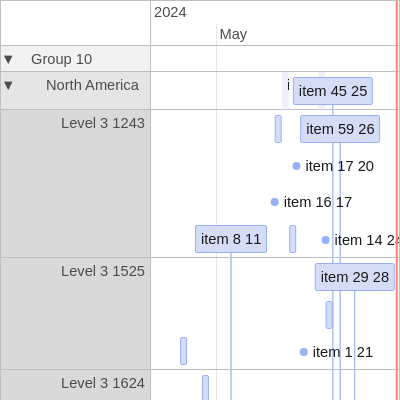 2024
May
▼ Group 10
▼ North America
i
item 45 25
Level 3 1243
item 59 26
item 17 20
item 16 17
item 8 11
item 14 24
Level 3 1525
item 29 28
item 1 21
Level 3 1624